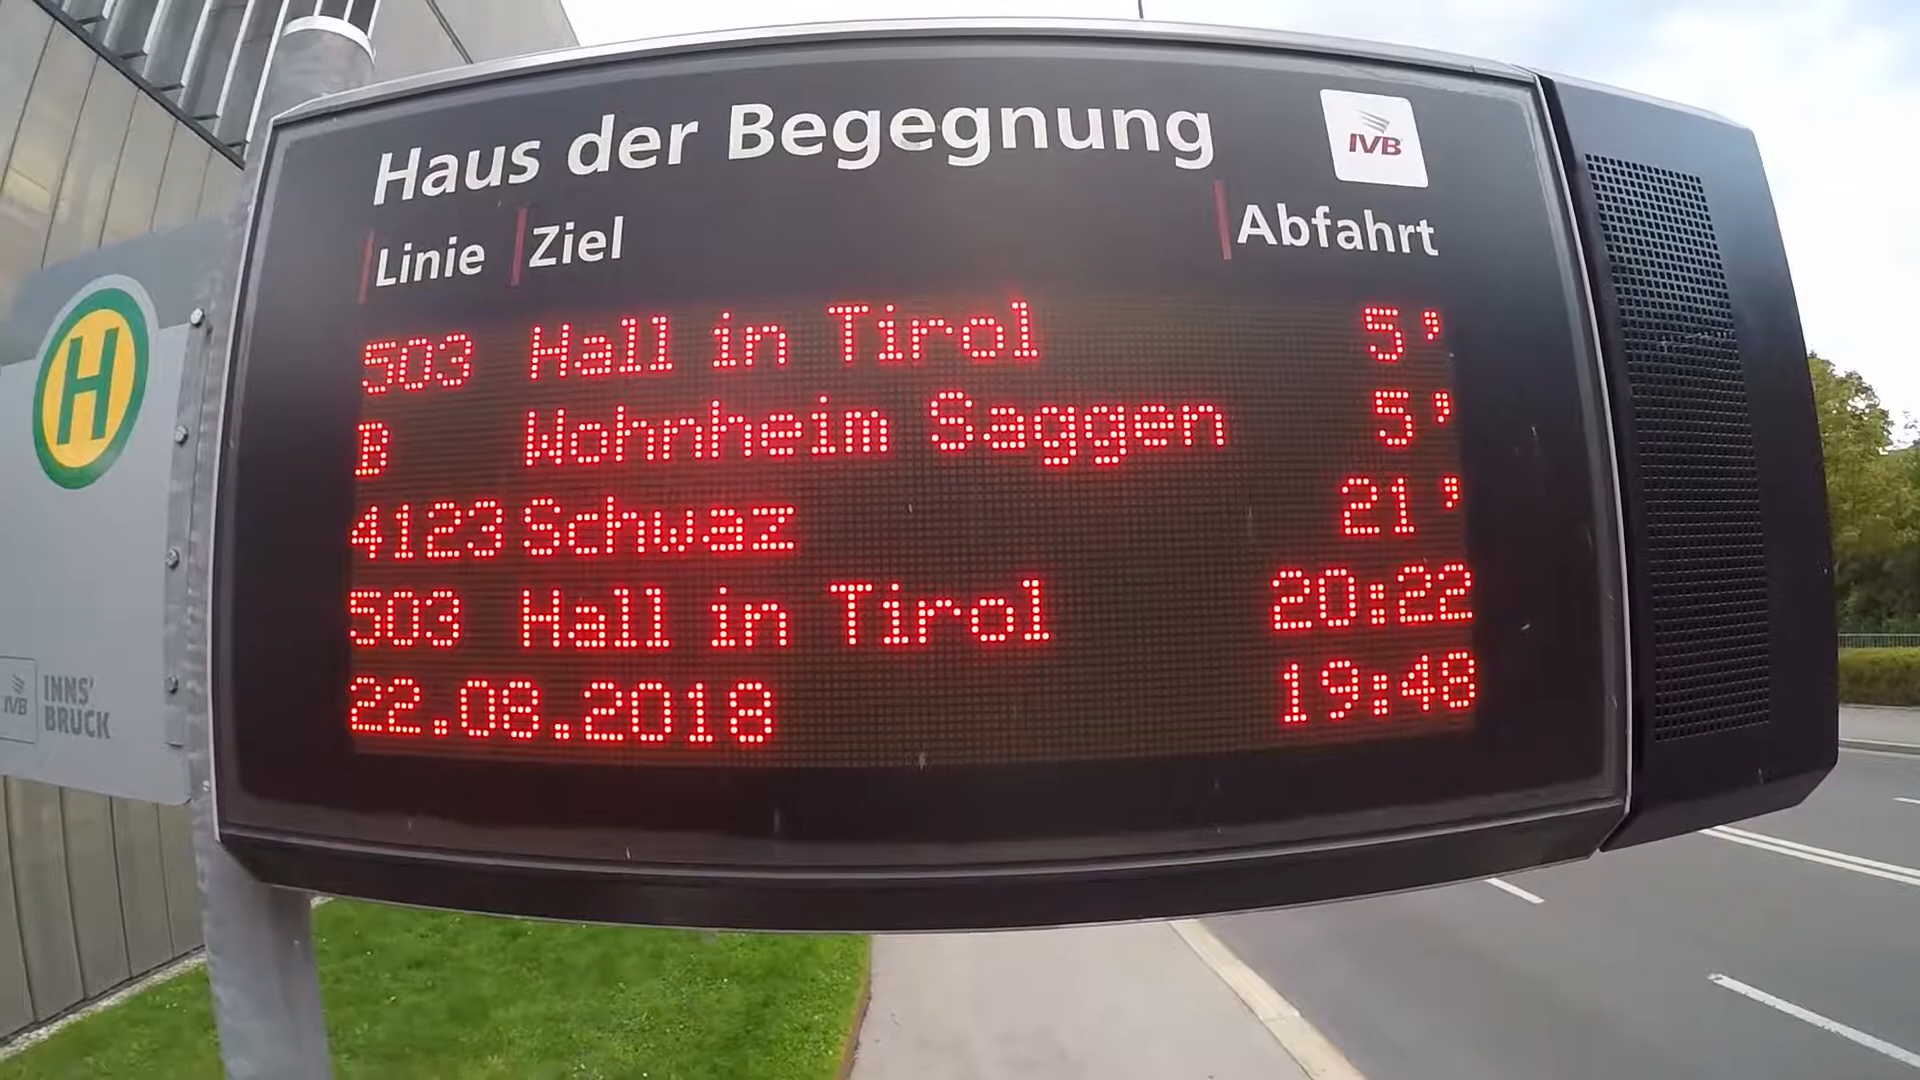 Haus der Begegnung
IVB
Linie Ziel Abfahrt
503 Hall in Tirol 5'
B Wohnheim Saggen 5'
4123 Schwaz 21'
503 Hall in Tirol 20:22
22.08.2018 19:48
H
IVB
INNS'
BRUCK